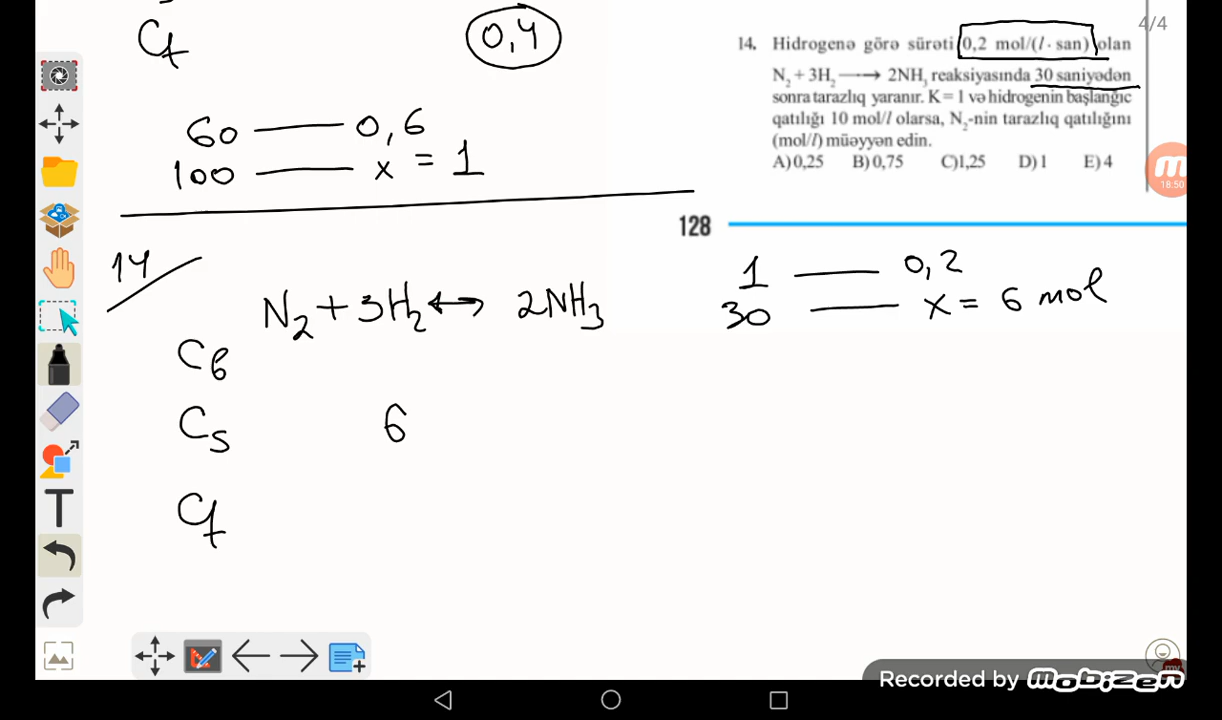 Cт
0,4
60 — 0,6
100 — x = 1
4/4
14. Hidrogenə görə sürəti 0,2 mol/(l · san) olan
N₂ + 3H₂ ⟶ 2NH₃ reaksiyasında 30 saniyədən
sonra tarazlıq yaranır. K = 1 və hidrogenin başlanğıc
qatılığı 10 mol/l olarsa, N₂-nin tarazlıq qatılığını
(mol/l) müəyyən edin.
A) 0,25 B) 0,75 C)1,25 D) 1 E) 4
18:50
128
14
N₂ + 3H₂ ↔ 2NH₃
Cб
Cs 6
Cт
1 — 0,2
30 — x = 6 mol
T
Recorded by mobizen